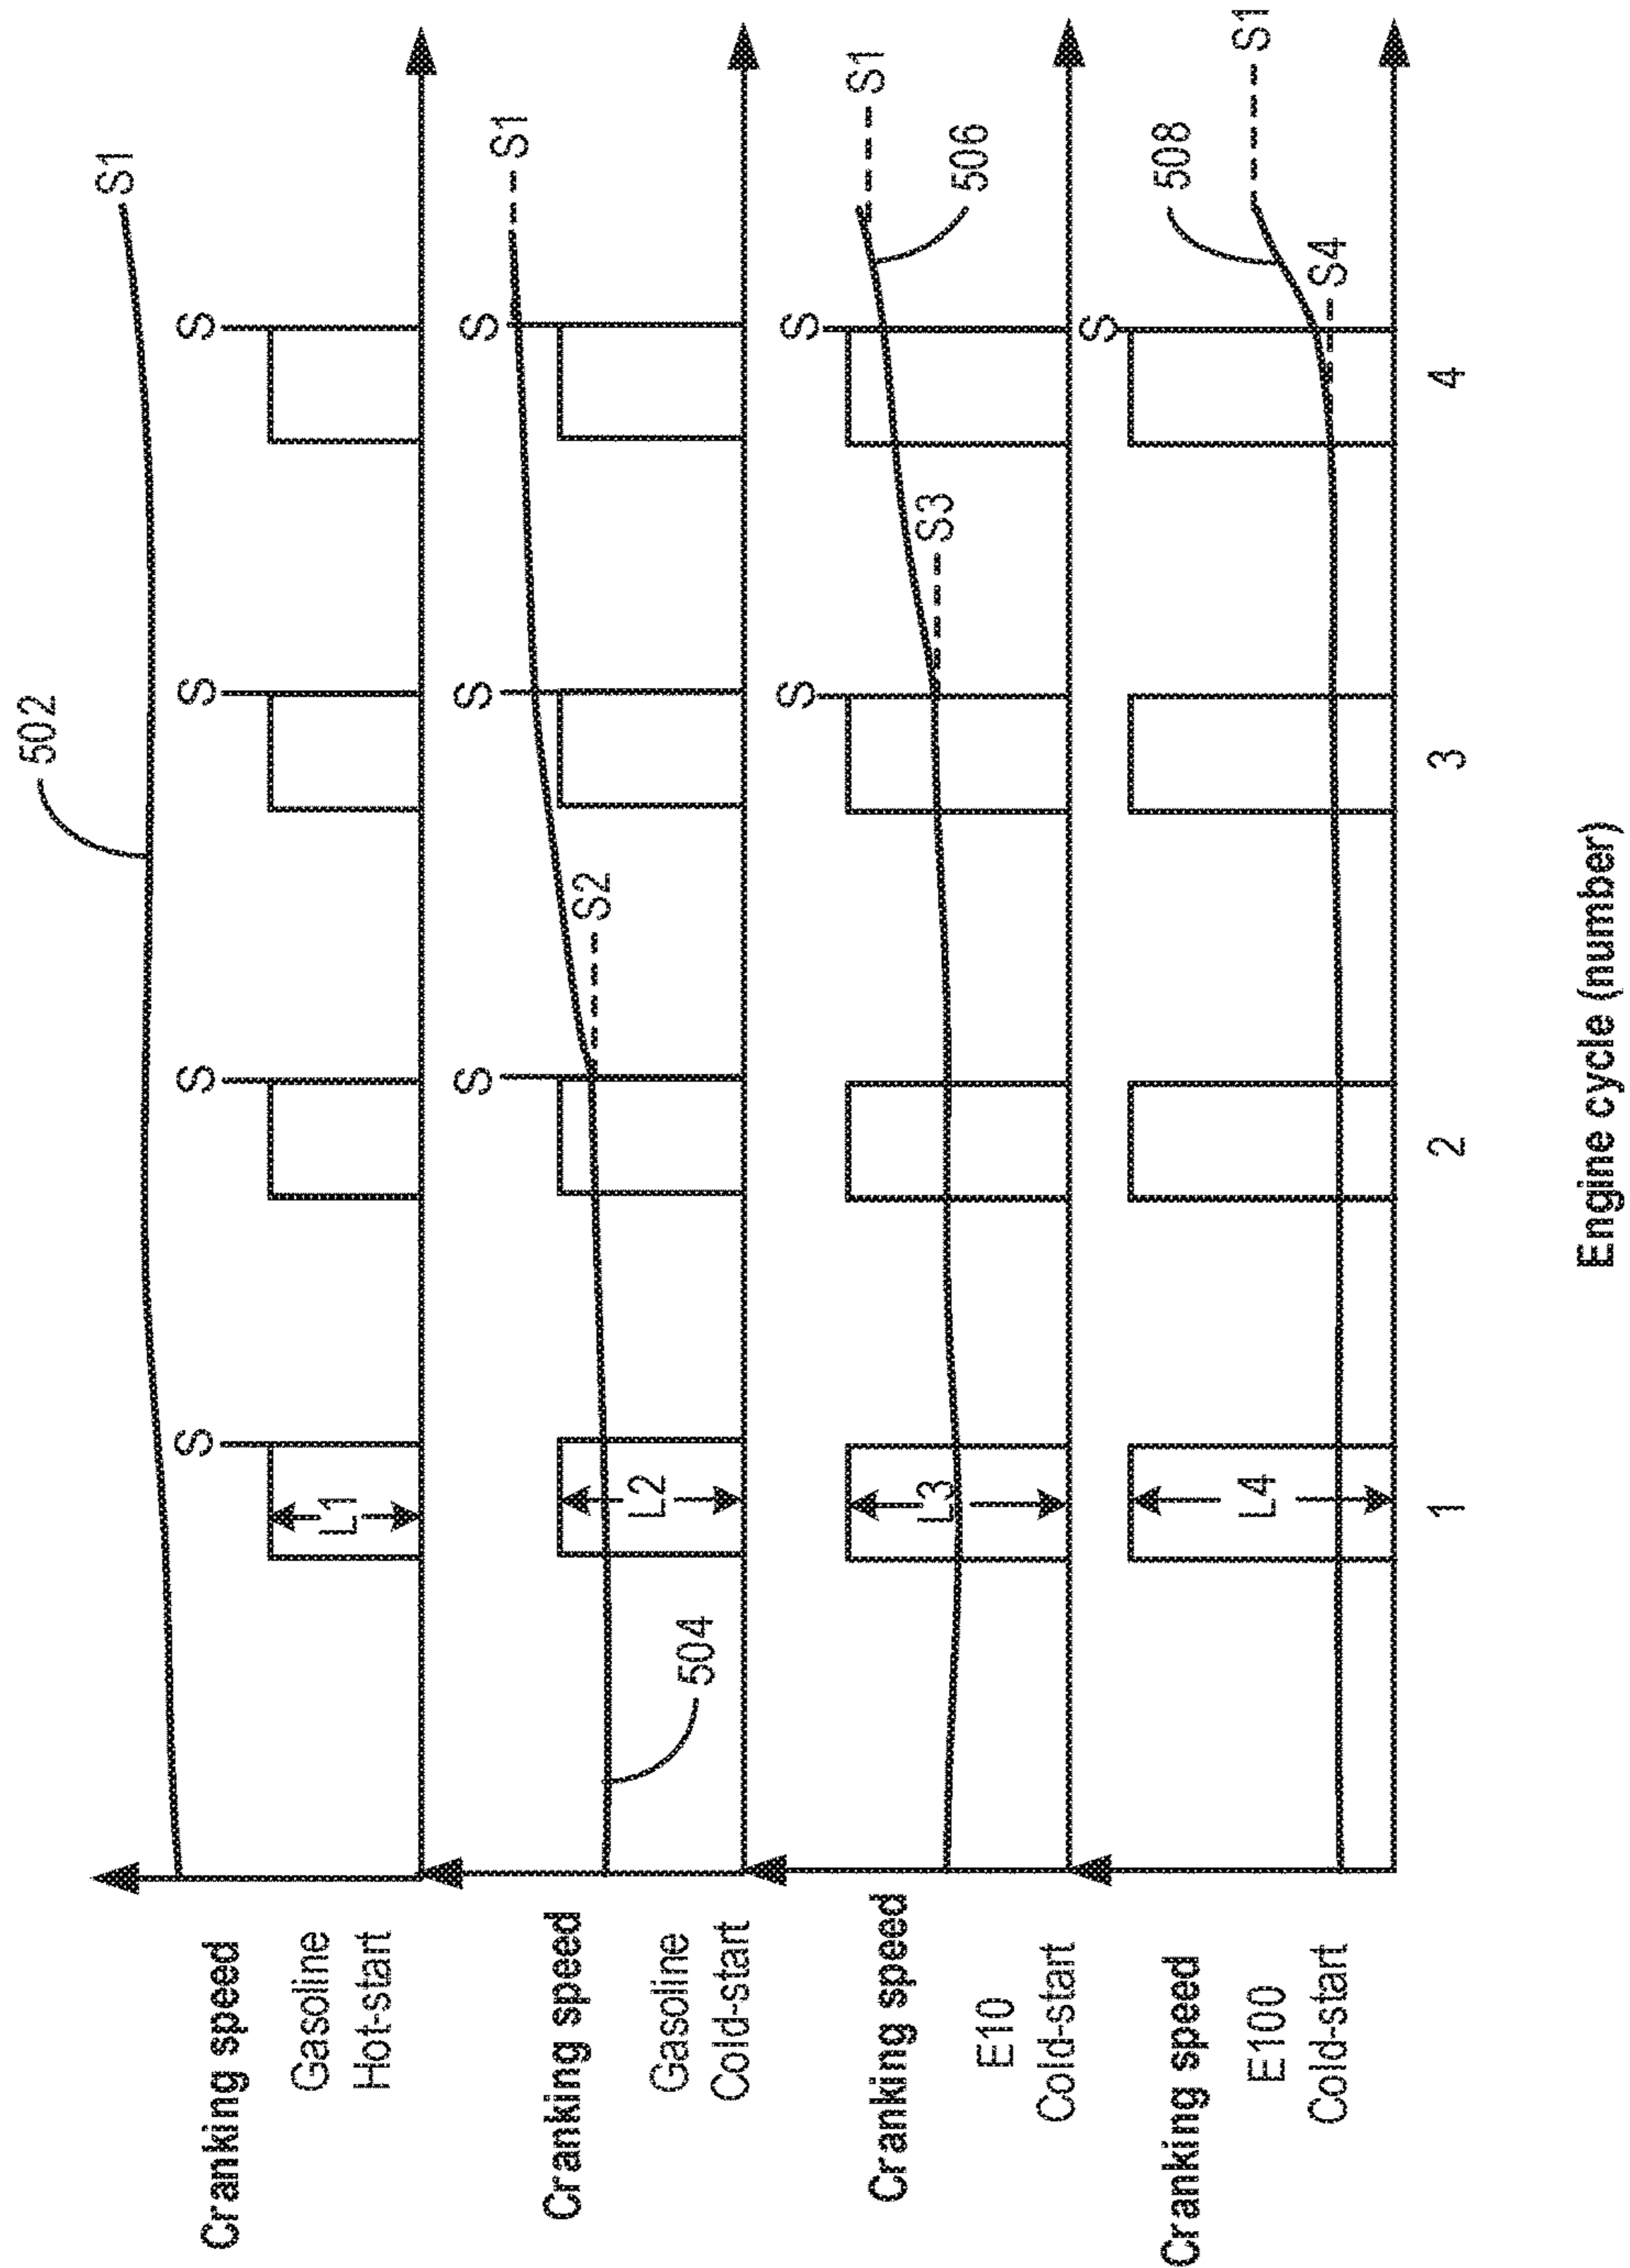 502
S1
Cranking speed
Gasoline
Hot-start
L1
S
S
S
S
S1
Cranking speed
Gasoline
Cold-start
504
L2
S
S2
S
S
S1
Cranking speed
E10
Cold-start
L3
S
S3
S
506
S1
Cranking speed
E100
Cold-start
L4
S
S4
508
S1
1 2 3 4
Engine cycle (number)